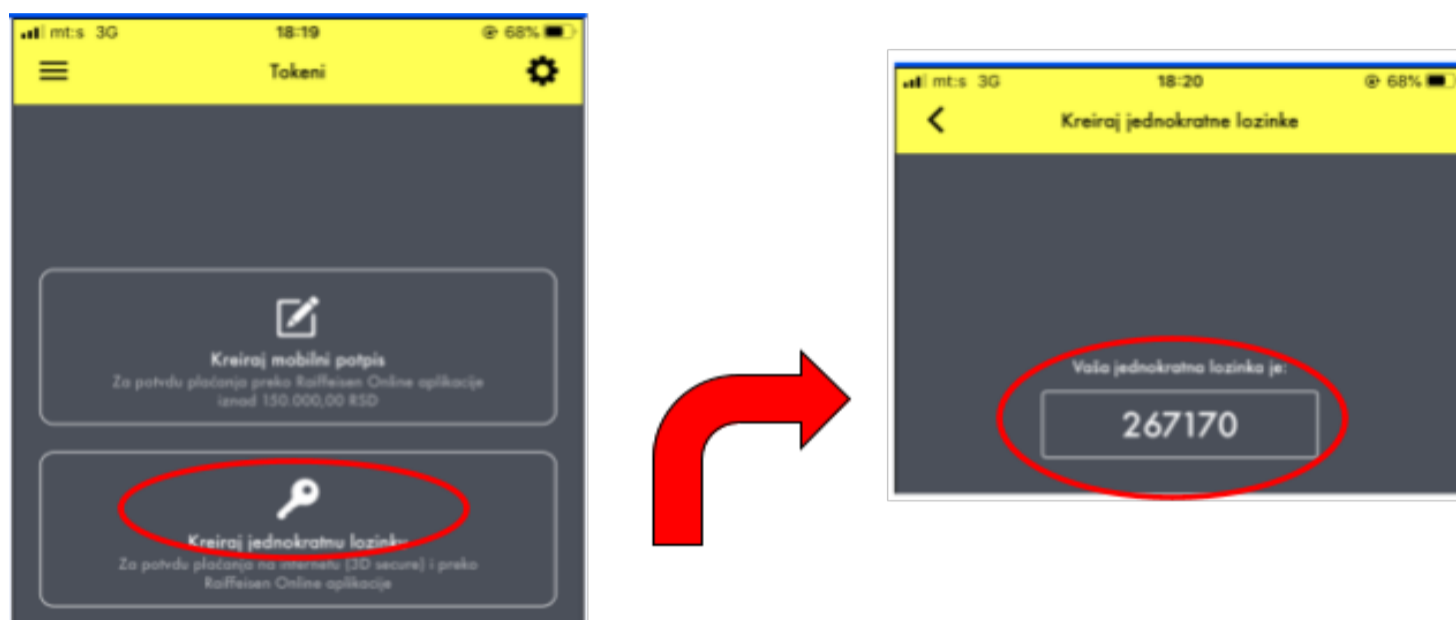 mt:s 3G 18:19 68%
Tokeni
Kreiraj mobilni potpis
Za potvdu plaćanja preko Raiffeisen Online aplikacije
iznad 150.000,00 RSD
Kreiraj jednokratnu lozinku
Za potvdu plaćanja na internetu (3D secure) i preko
Raiffeisen Online aplikacije
mt:s 3G 18:20 68%
Kreiraj jednokratne lozinke
Vaša jednokratna lozinka je:
267170